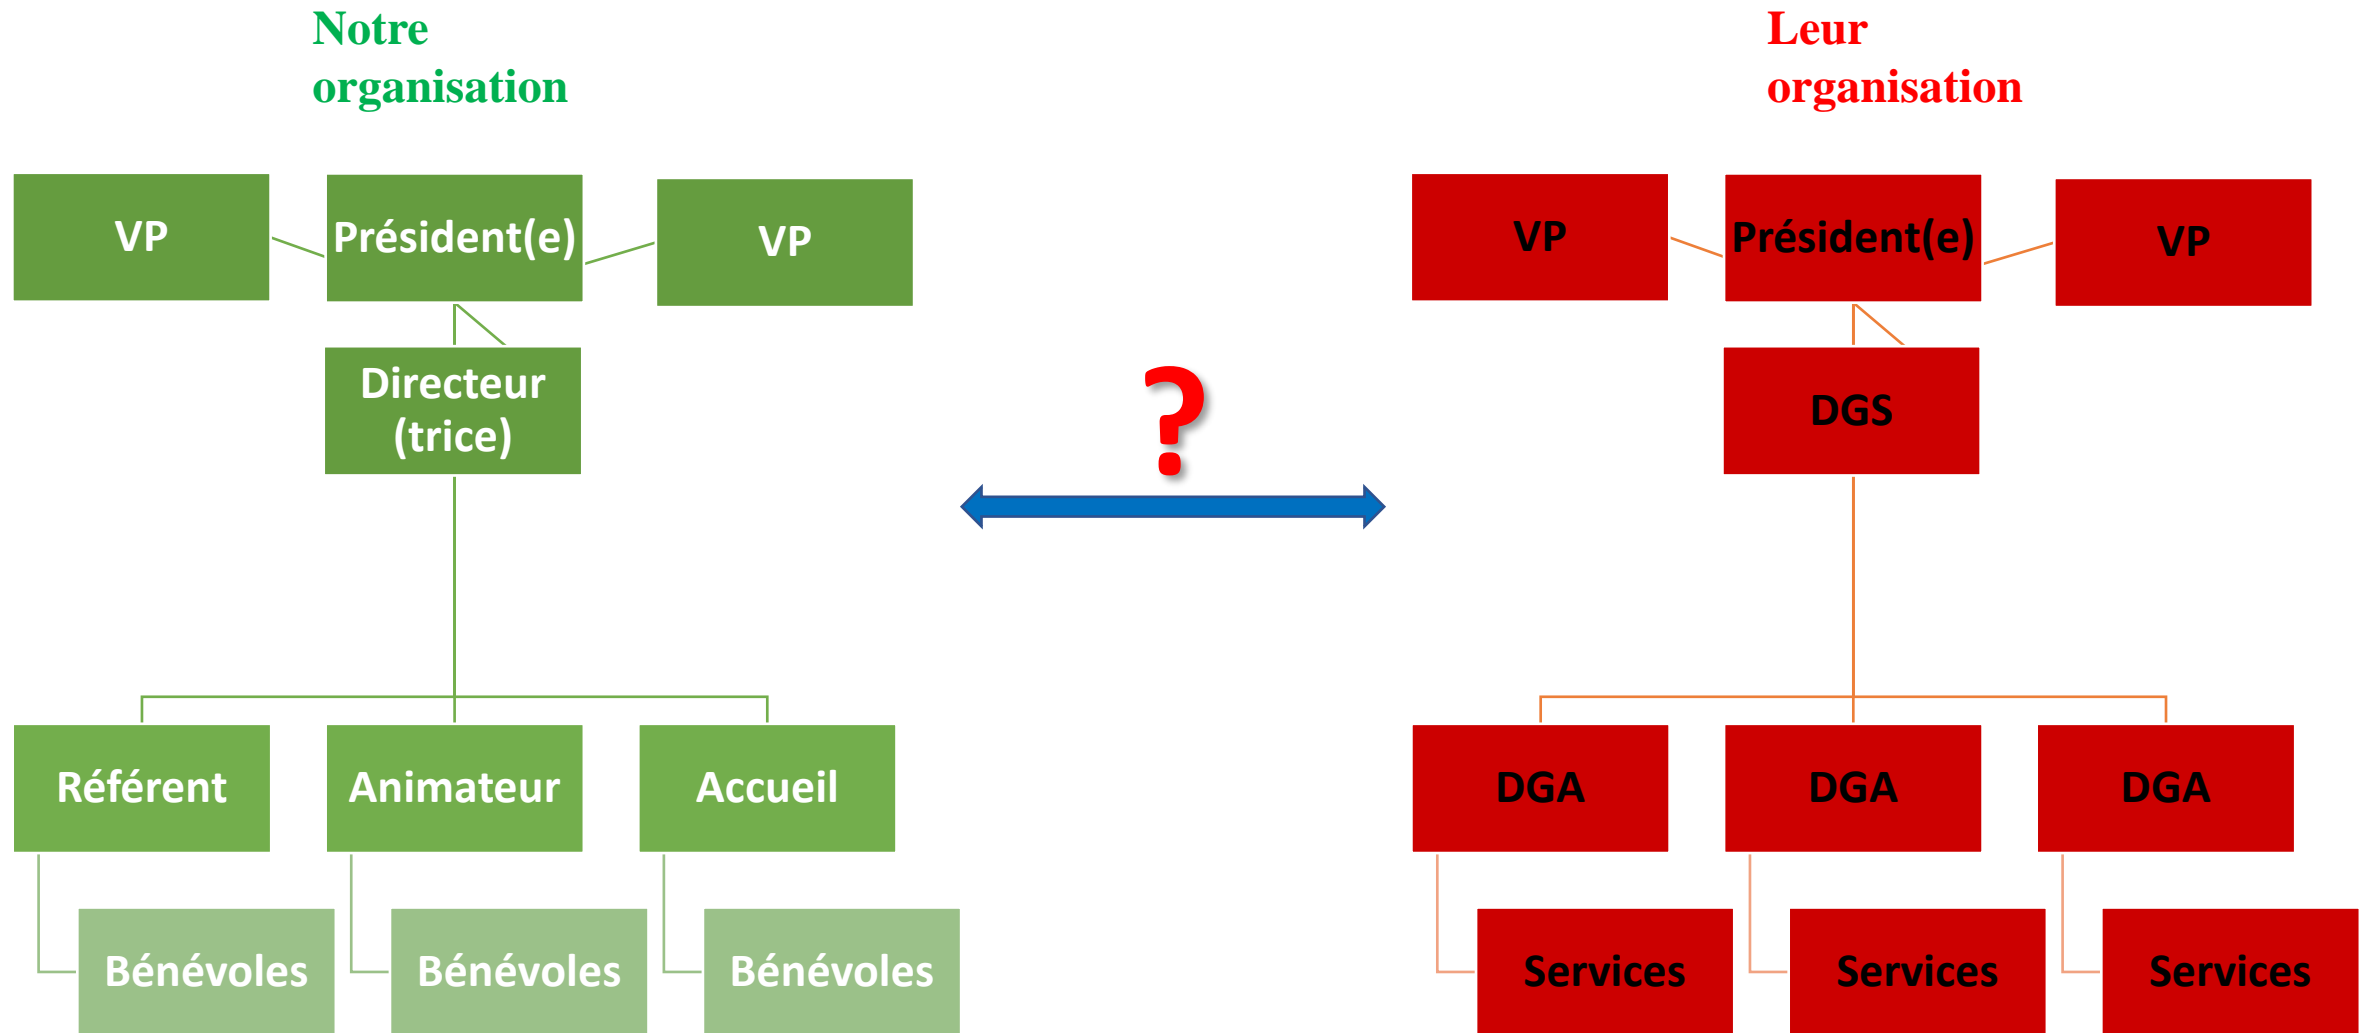 Notre
organisation
Leur
organisation
VP
Président(e)
VP
Directeur
(trice)
Référent
Animateur
Accueil
Bénévoles
Bénévoles
Bénévoles
?
VP
Président(e)
VP
DGS
DGA
DGA
DGA
Services
Services
Services